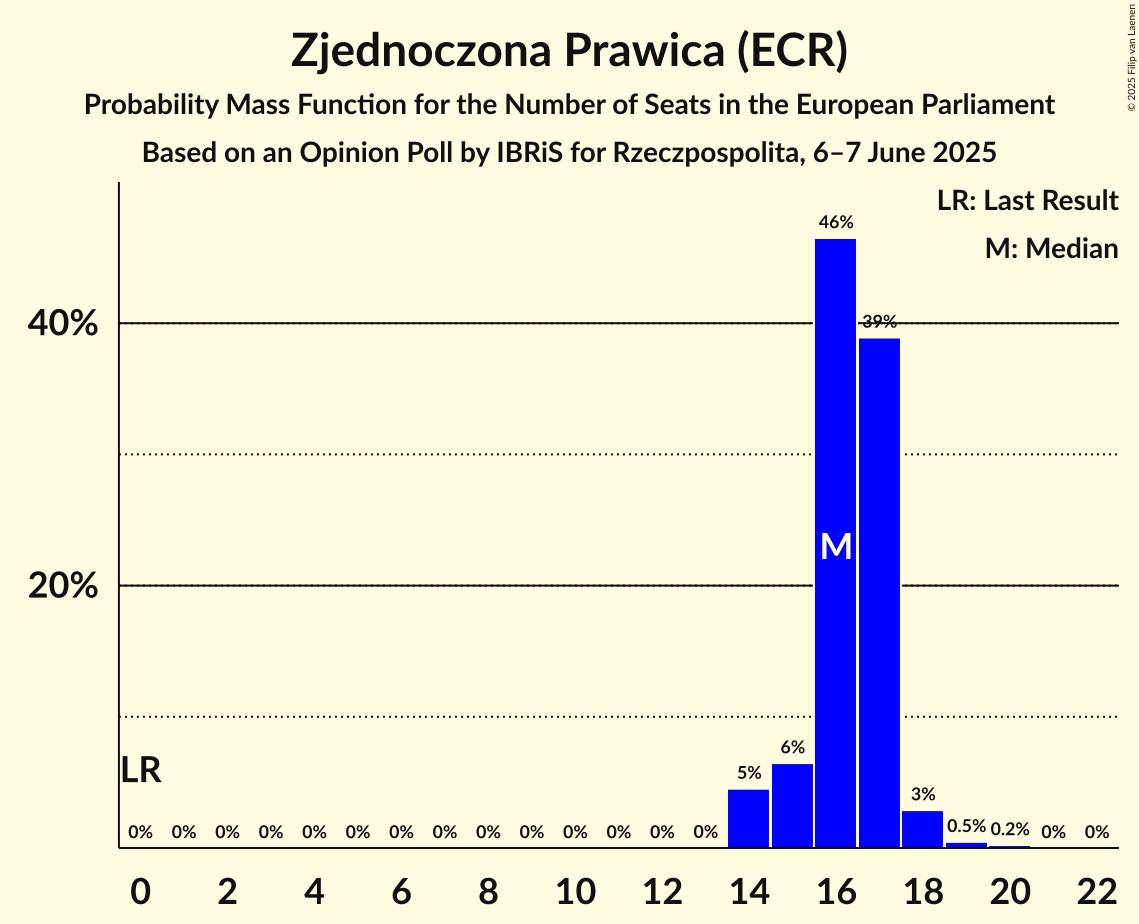 Zjednoczona Prawica (ECR)
Probability Mass Function for the Number of Seats in the European Parliament
Based on an Opinion Poll by IBRiS for Rzeczpospolita, 6–7 June 2025
© 2025 Filip van Laenen
LR: Last Result
M: Median
46%
40%
39%
M
20%
6%
LR
5%
3%
0% 0% 0% 0% 0% 0% 0% 0% 0% 0% 0% 0% 0% 0% 0.5% 0.2% 0% 0%
0 2 4 6 8 10 12 14 16 18 20 22